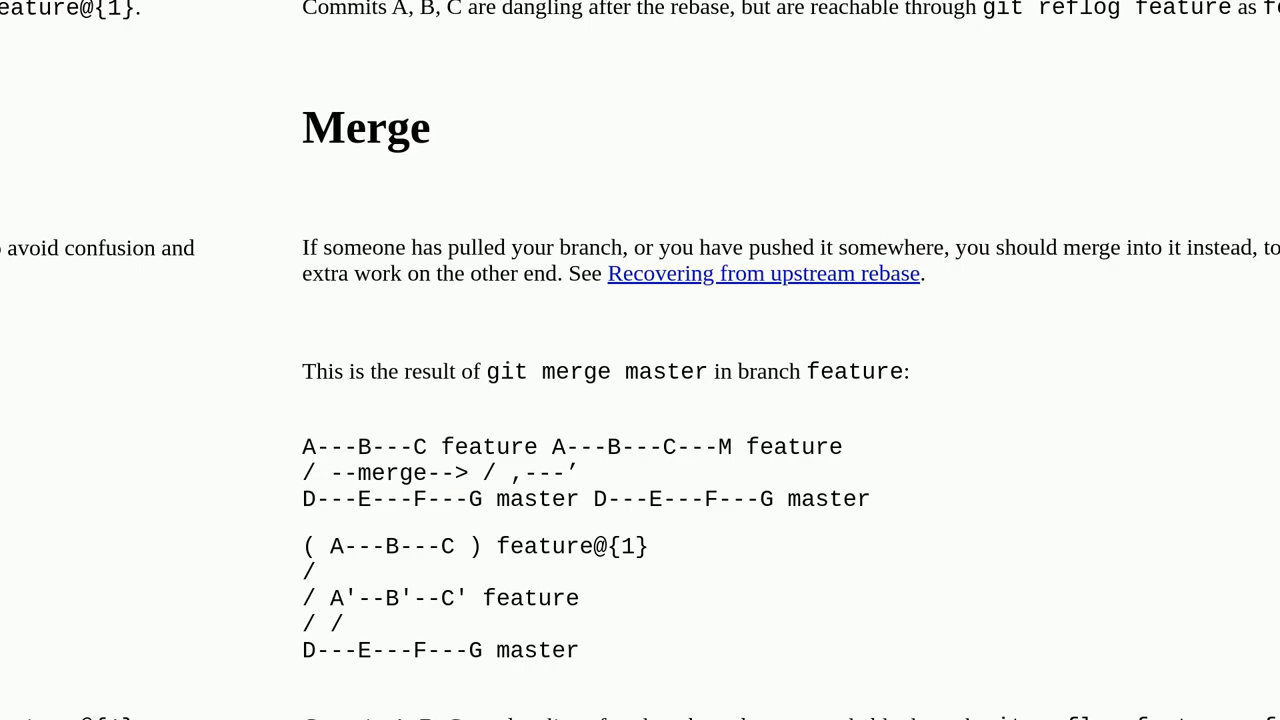 eature@{1}.
Commits A, B, C are dangling after the rebase, but are reachable through git reflog feature as
Merge
avoid confusion and
If someone has pulled your branch, or you have pushed it somewhere, you should merge into it instead, to
extra work on the other end. See Recovering from upstream rebase.
This is the result of git merge master in branch feature:
A---B---C feature A---B---C---M feature
/ --merge--> / ,---’
D---E---F---G master D---E---F---G master
( A---B---C ) feature@{1}
/
/ A'--B'--C' feature
/ /
D---E---F---G master